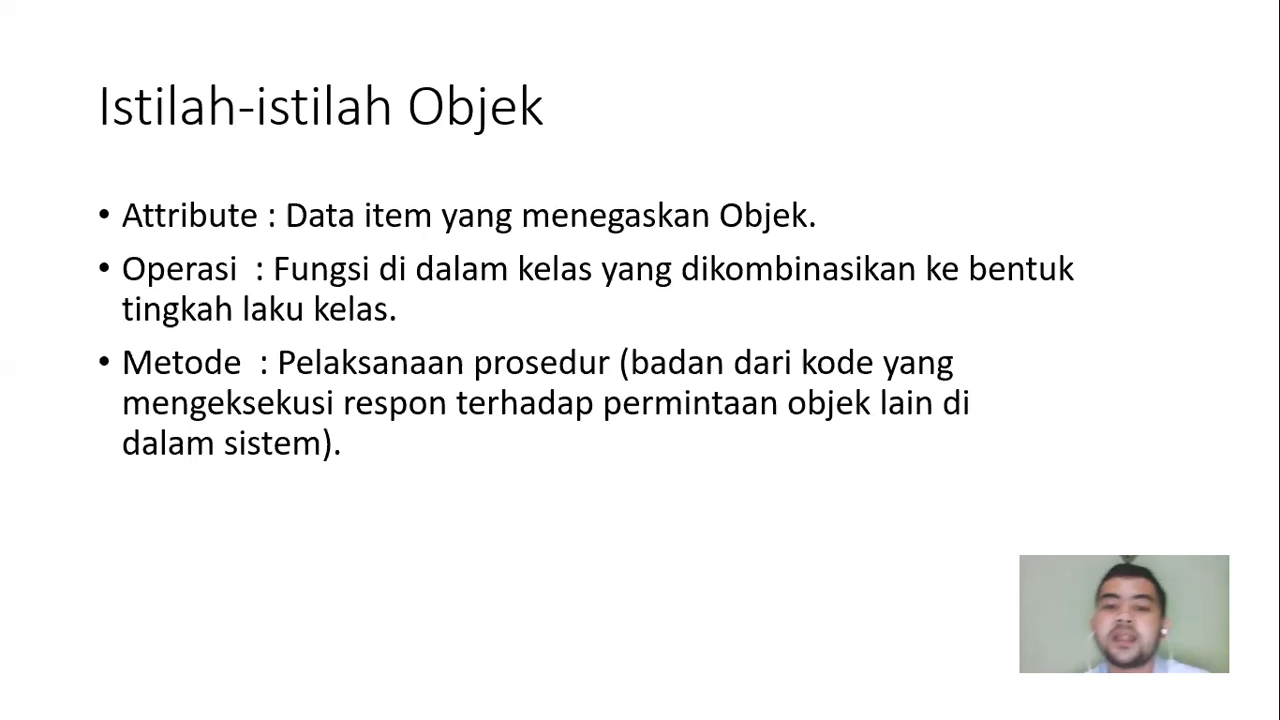 Istilah-istilah Objek
• Attribute : Data item yang menegaskan Objek.
• Operasi  : Fungsi di dalam kelas yang dikombinasikan ke bentuk
tingkah laku kelas.
• Metode  : Pelaksanaan prosedur (badan dari kode yang
mengeksekusi respon terhadap permintaan objek lain di
dalam sistem).